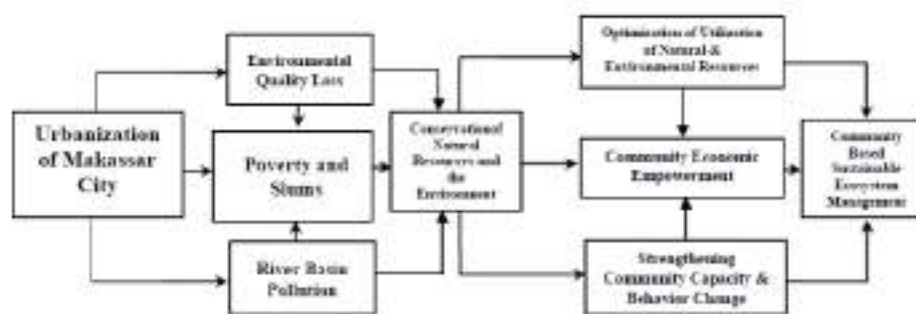 Urbanization
of Makassar
City
Environmental
Quality Loss
Poverty and
Slums
River Basin
Pollution
Conservation of
Natural
Resources and
the Environment
Optimization of Utilization
of Natural &
Environmental Resources
Community Economic
Empowerment
Strengthening
Community Capacity &
Behavior Change
Community
Based
Sustainable
Ecosystem
Management